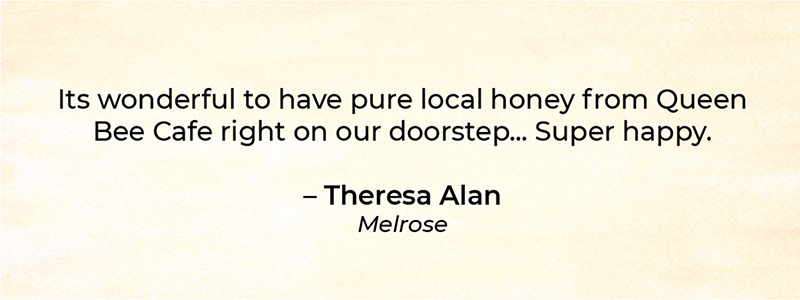 Its wonderful to have pure local honey from Queen
Bee Cafe right on our doorstep... Super happy.
– Theresa Alan
Melrose